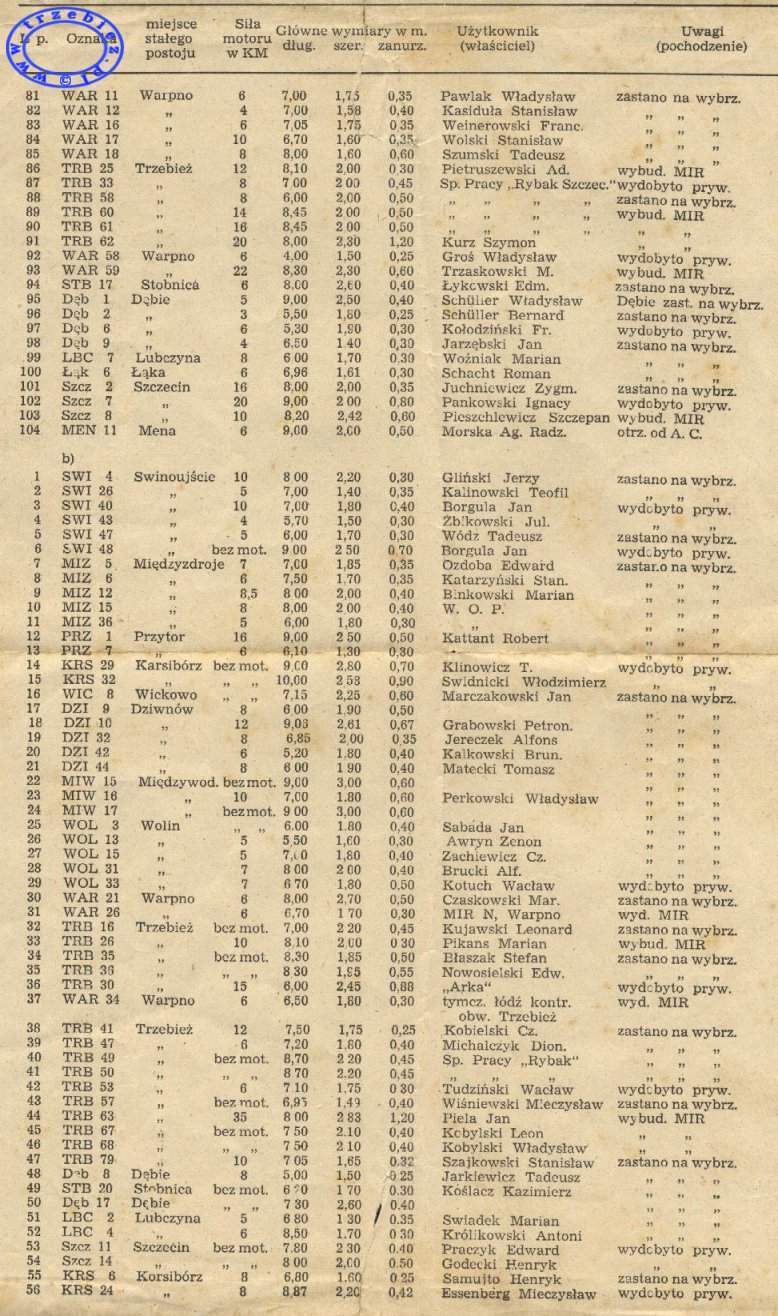 www.trzebiez.pl ©
L p. Oznaka miejsce stałego postoju Siła motoru w KM Główne wymiary w m. dług. szer. zanurz. Użytkownik (właściciel) Uwagi (pochodzenie)
81 WAR 11 Warpno 6 7,00 1,75 0,35 Pawlak Władysław zastano na wybrz.
82 WAR 12 „ 4 7,00 1,58 0,40 Kasiduła Stanisław „ „ „
83 WAR 16 „ 6 7,05 1,75 0 35 Weinerowski Franc. „ „ „
84 WAR 17 „ 10 6,70 1,60 0,35 Wolski Stanisław „ „ „
85 WAR 18 „ 8 8,00 1,60 0,60 Szumski Tadeusz „ „ „
86 TRB 25 Trzebież 12 8,10 2,00 0 30 Pietruszewski Ad. wybud. MIR
87 TRB 33 „ 8 7 00 2 00 0,45 Sp. Pracy „Rybak Szczec." wydobyto pryw.
88 TRB 58 „ 8 6,00 2,00 0,50 „ „ „ „ zastano na wybrz.
89 TRB 60 „ 14 8,45 2 00 0,50 „ „ „ „ wybud. MIR
90 TRB 61 „ 16 8,45 2 00 0,50 „ „ „ „ „ „
91 TRB 62 „ 20 8,00 2,30 1,20 Kurz Szymon „ „
92 WAR 58 Warpno 6 4,00 1,50 0,25 Groś Władysław wydobyto pryw.
93 WAR 59 „ 22 8,30 2,30 0,60 Trzaskowski M. wybud. MIR
94 STB 17 Stobnica 6 8,00 2,60 0,40 Łykowski Edm. zastano na wybrz.
95 Dąb 1 Dąbie 5 9,00 2,50 0,40 Schüller Władysław Dębie zast. na wybrz.
96 Dąb 2 „ 3 5,50 1,80 0,25 Schüller Bernard zastano na wybrz.
97 Dąb 6 „ 6 5,30 1,80 0,30 Kołodziński Fr. wydobyto pryw.
98 Dąb 9 „ 4 6,50 1 40 0,30 Jarzębski Jan zastano na wybrz.
99 LBC 7 Lubczyna 8 6 00 1,70 0,30 Woźniak Marian „ „ „
100 Łąk 6 Łąka 6 6,96 1,61 0,30 Schacht Roman „ „ „
101 Szcz 2 Szczecin 16 8,00 2,00 0,35 Juchniewicz Zygm. zastano na wybrz.
102 Szcz 7 „ 20 9,00 2 00 0,80 Pankowski Ignacy wydobyto pryw.
103 Szcz 8 „ 10 8,20 2,42 0,60 Pieszchlewicz Szczepan wybud. MIR
104 MEN 11 Mena 6 9,00 2,00 0,50 Morska Ag. Radz. otrz. od A. C.
b)
1 SWI 4 Swinoujście 10 8 00 2,20 0,30 Gliński Jerzy zastano na wybrz.
2 SWI 26 „ 5 7,00 1,40 0,35 Kalinowski Teofil „ „ „
3 SWI 40 „ 10 7,00 1,80 0,40 Borgula Jan wydobyto pryw.
4 SWI 43 „ 4 5,70 1,50 0,30 Zbikowski Jul. „ „
5 SWI 47 „ 5 6,00 1,70 0,30 Wódz Tadeusz zastano na wybrz.
6 SWI 48 „ bez mot. 9 00 2 50 0,70 Borgula Jan wydobyto pryw.
7 MIZ 5 Międzyzdroje 7 7,00 1,85 0,35 Ozdoba Edward zastano na wybrz.
8 MIZ 6 „ 6 7,50 1,70 0,35 Katarzyński Stan. „ „ „
9 MIZ 12 „ 8,5 8 00 2,00 0,40 Binkowski Marian „ „ „
10 MIZ 15 „ 8 8,00 2 00 0,40 W. O. P. „ „ „
11 MIZ 36 „ 5 6,00 1,80 0,30 „ „ „ „
12 PRZ 1 Przytor 16 9,00 2 50 0,50 Kattant Robert „ „ „
13 PRZ 7 „ 6 6,10 1,30 0,30 „ „ „
14 KRS 29 Karsibórz bez mot. 9,00 2,80 0,70 Klinowicz T. wydobyto pryw.
15 KRS 32 „ „ „ 10,00 2 53 0,90 Swidnicki Włodzimierz „ „
16 WIC 8 Wickowo „ „ 7,15 2,25 0,60 Marczakowski Jan zastano na wybrz.
17 DZI 9 Dziwnów 8 6,00 1,90 0,50 „ „ „
18 DZI 10 „ 12 9,03 2,61 0,67 Grabowski Petron. „ „ „
19 DZI 32 „ 8 6,85 2 00 0,35 Jereczek Alfons „ „ „
20 DZI 42 „ 6 5,20 1,80 0,40 Kalkowski Brun. „ „ „
21 DZI 44 „ 8 6 00 1 90 0,40 Matecki Tomasz „ „ „
22 MIW 15 Międzywod. bez mot. 9,00 3,00 0,60 „ „ „
23 MIW 16 „ 10 7,00 1.80 0,60 Perkowski Władysław „ „ „
24 MIW 17 „ bez mot. 9 00 3,00 0,60 „ „ „
25 WOL 3 Wolin „ „ 6.00 1.80 0,40 Sabada Jan „ „ „
26 WOL 13 „ 5 5,50 1,60 0,30 Awryn Zenon „ „ „
27 WOL 15 „ 5 7,00 1,80 0,40 Zachiewicz Cz. „ „ „
28 WOL 31 „ 7 8 00 2 00 0,40 Brucki Alf. „ „ „
29 WOL 33 „ 7 6 70 1,80 0,50 Kotuch Wacław wydobyto pryw.
30 WAR 21 Warpno 6 8,00 2,70 0,50 Czaskowski Mar. zastano na wybrz.
31 WAR 26 „ 6 6,70 1 70 0,30 MIR N, Warpno wyd. MIR
32 TRB 16 Trzebież bez mot. 7,00 2 20 0,45 Kujawski Leonard zastano na wybrz.
33 TRB 26 „ 10 8,10 2,00 0 30 Pikans Marian wybud. MIR
34 TRB 35 „ bez mot. 8,30 1,85 0,50 Błaszak Stefan zastano na wybrz.
35 TRB 36 „ „ „ 8 30 1,95 0,55 Nowosielski Edw. „ „ „
36 TRB 30 „ 15 6,00 2,45 0,88 „Arka" wydobyto pryw.
37 WAR 34 Warpno 6 6,50 1,80 0,30 tymcz. łódź kontr. wyd. MIR
obw. Trzebież
38 TRB 41 Trzebież 12 7,50 1,75 0,25 Kobielski Cz. zastano na wybrz.
39 TRB 47 „ 6 7,20 1.80 0,40 Michalczyk Dion. „ „ „
40 TRB 49 „ bez mot. 8,70 2 20 0,45 Sp. Pracy „Rybak" „ „ „
41 TRB 50 „ „ „ 8 70 2.20 0,45 „ „ „ „ „ „ „
42 TRB 53 „ 6 7 10 1.75 0 30 Tudziński Wacław wydobyto pryw.
43 TRB 57 „ bez mot. 6,95 1,49 0,40 Wiśniewski Mieczysław zastano na wybrz.
44 TRB 63 „ 35 8 00 2 83 1,20 Piela Jan wybud. MIR
45 TRB 67 „ bez mot. 7 50 2.10 0,40 Kobylski Leon „ „
46 TRB 68 „ 7 50 2 10 0,40 Kobylski Władysław „ „
47 TRB 79 „ 10 7 05 1,65 0.32 Szajkowski Stanisław zastano na wybrz.
48 Dąb 8 Dębie 8 5,00 1,50 0 25 Jarkiewicz Tadeusz „ „ „
49 STB 20 Stobnica bez mot. 1 70 0.30 Koślacz Kazimierz „ „ „
50 Dąb 17 Dębie „ „ 7 30 2,60 0.40 „ „ „
51 LBC 2 Lubczyna 5 6 80 1 30 0.35 Swiadek Marian „ „ „
52 LBC 4 „ 6 8,50 1.70 0 30 Królikowski Antoni „ „ „
53 Szcz 11 Szczecin bez mot. 7.80 2 30 0.40 Praczyk Edward wydobyto pryw.
54 Szcz 14 „ „ „ 8 00 2,00 0,50 Godecki Henryk „ „
55 KRS 6 Korsibórz 8 6,80 1.60 0 25 Samujło Henryk zastano na wybrz.
56 KRS 24 „ 8 8,87 2,20 0,42 Essenberg Mieczysław wydobyto pryw.